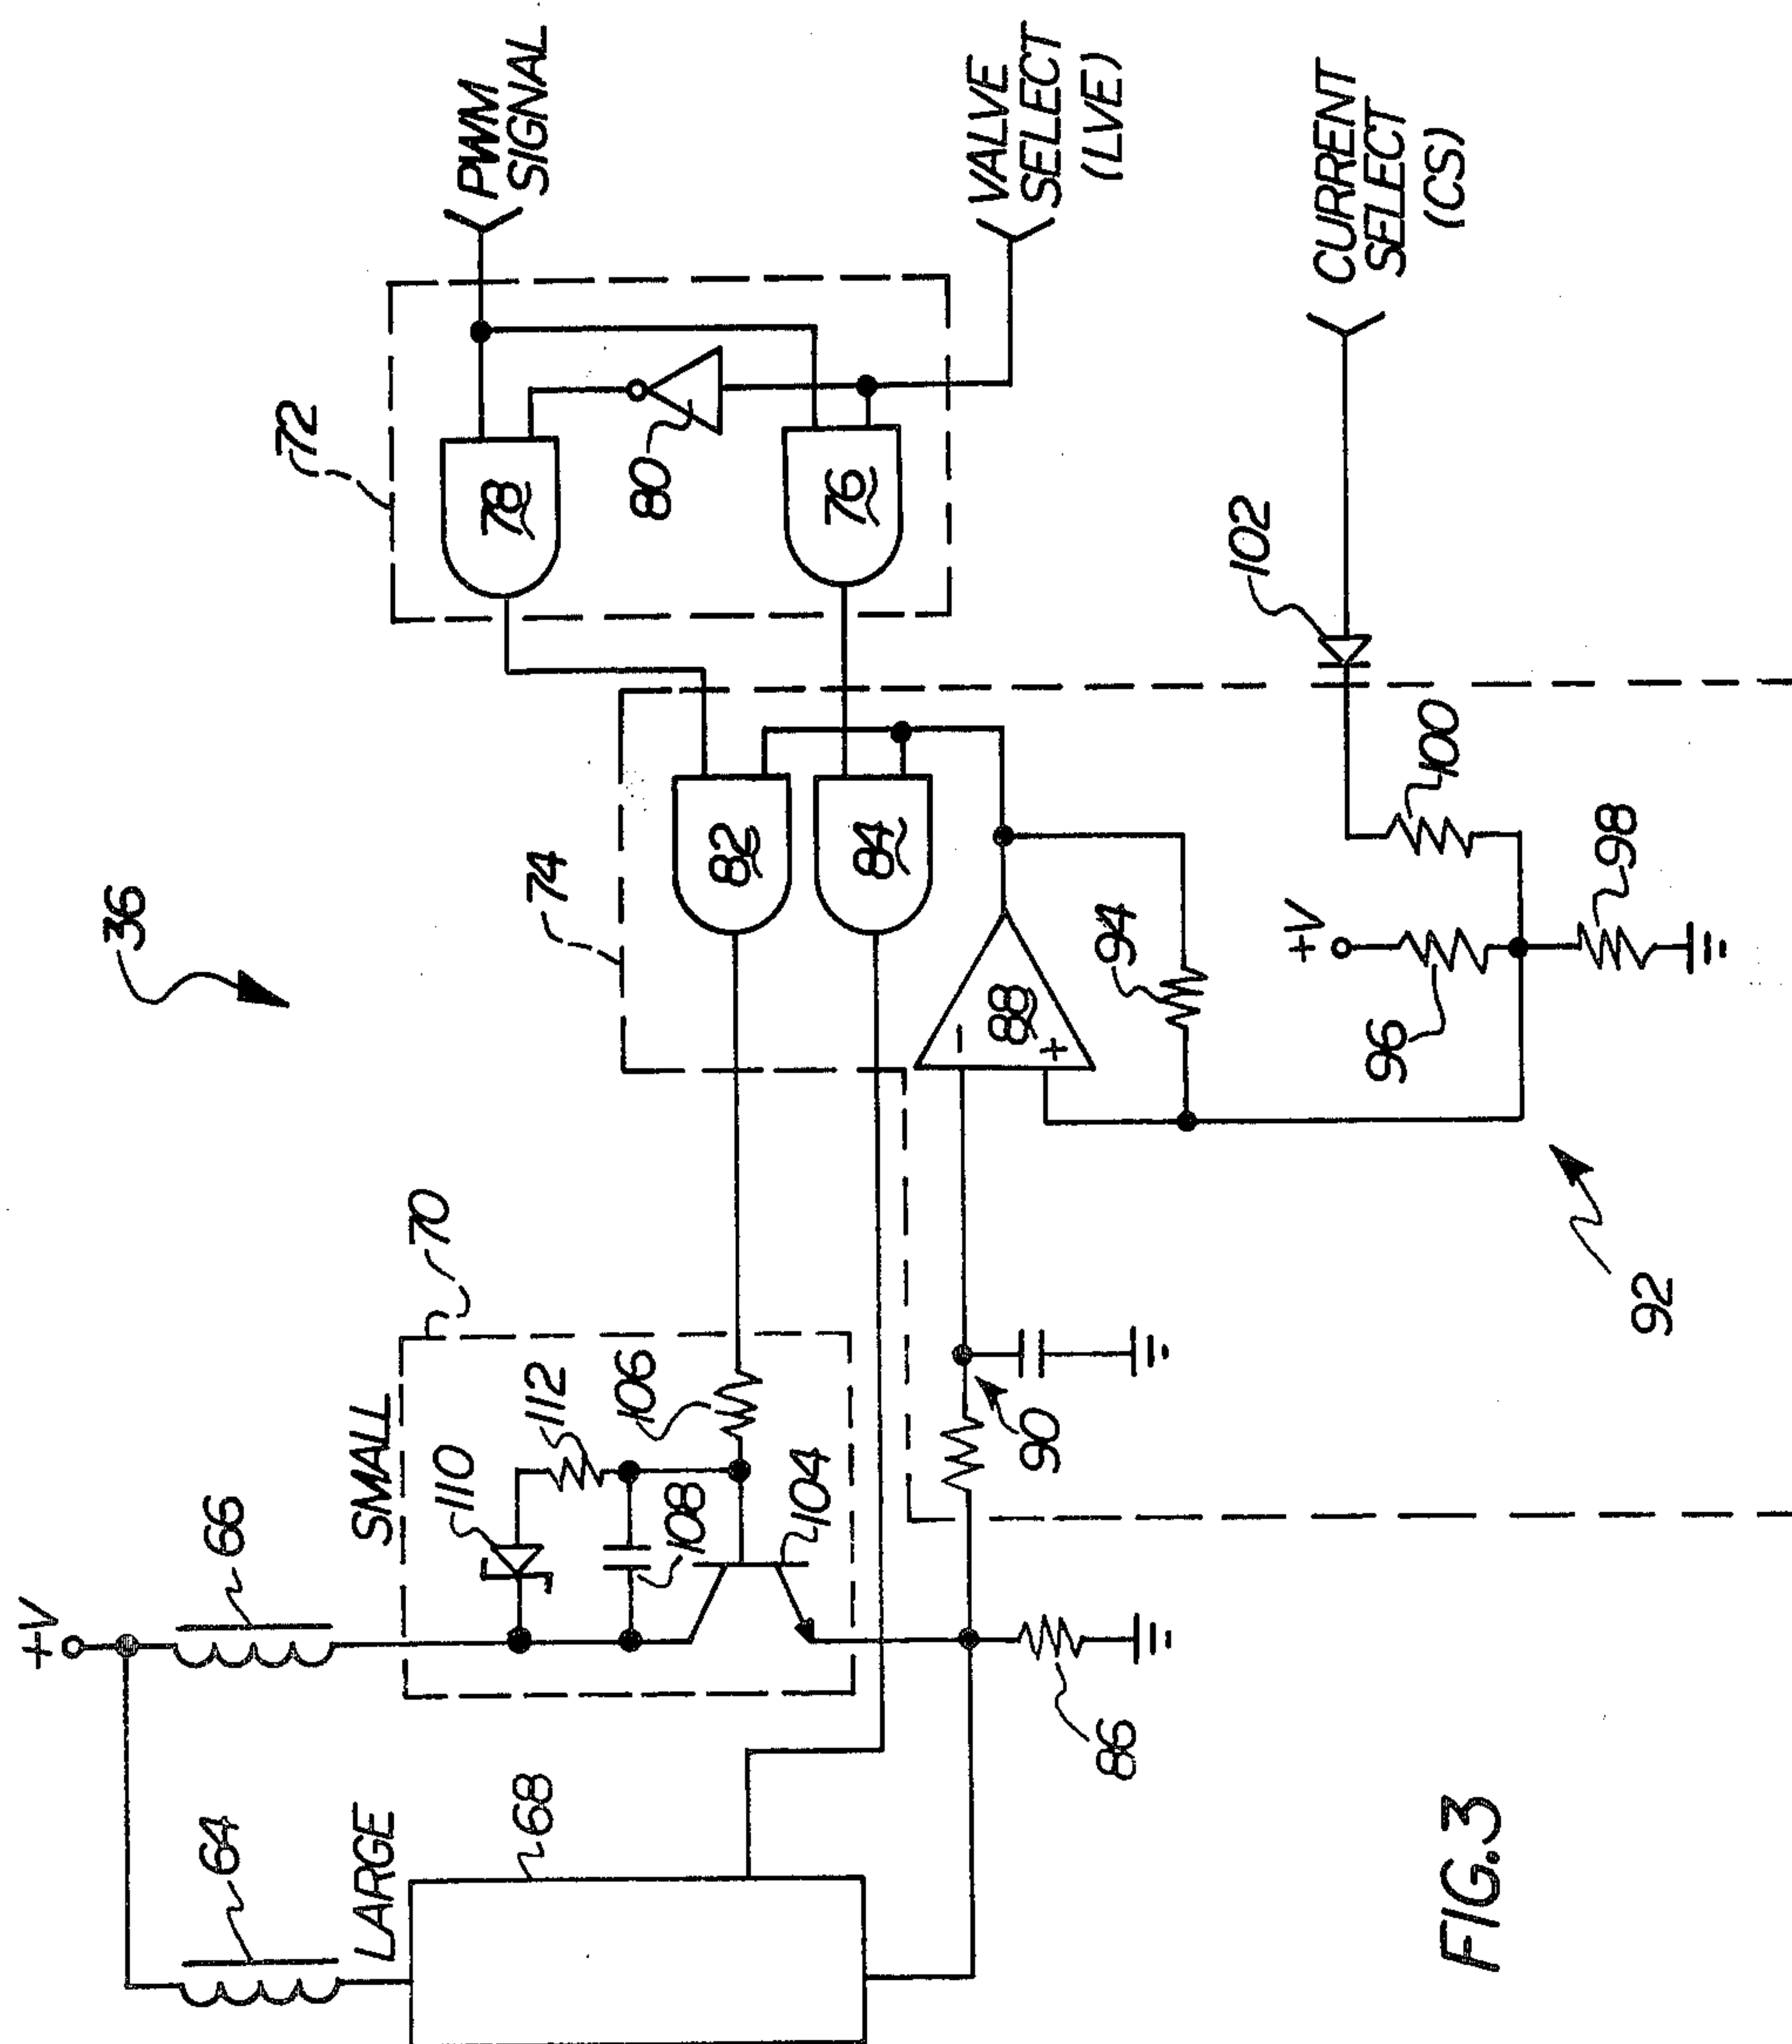 36
+V
64
66
LARGE
SMALL
70
68
110
112
106
108
104
86
90
74
82
84
88
-
+
94
92
+V
96
98
100
102
72
78
80
76
PWM
SIGNAL
VALVE
SELECT
(LVE)
CURRENT
SELECT
(CS)
FIG.3